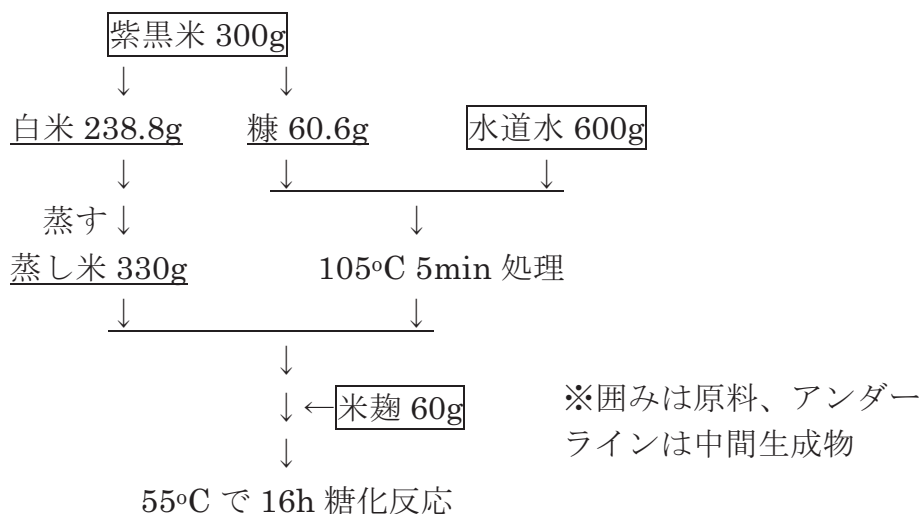 紫黒米 300g
↓ ↓
白米 238.8g 糠 60.6g 水道水 600g
↓ ↓ ↓
蒸す ↓ ↓
蒸し米 330g 105℃ 5min 処理
↓ ↓
↓
↓ ←米麹 60g
↓
55℃ で 16h 糖化反応
※囲みは原料、アンダー
ラインは中間生成物